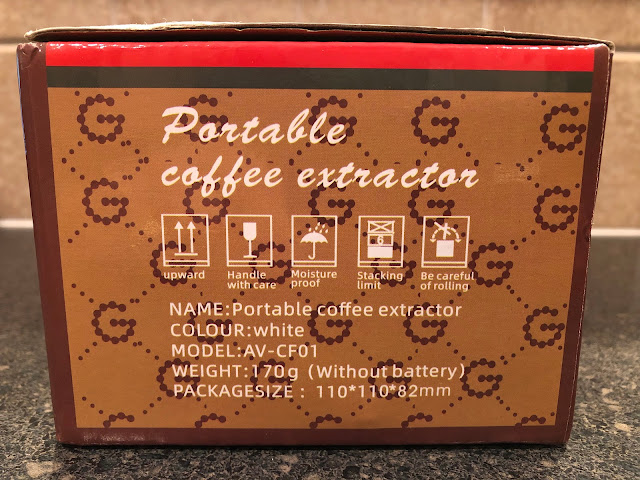 Portable
coffee extractor
6
upward
Handle
with care
Moisture
proof
Stacking
limit
Be careful
of rolling
NAME:Portable coffee extractor
COLOUR:white
MODEL:AV-CF01
WEIGHT:170g (Without battery)
PACKAGESIZE : 110*110*82mm